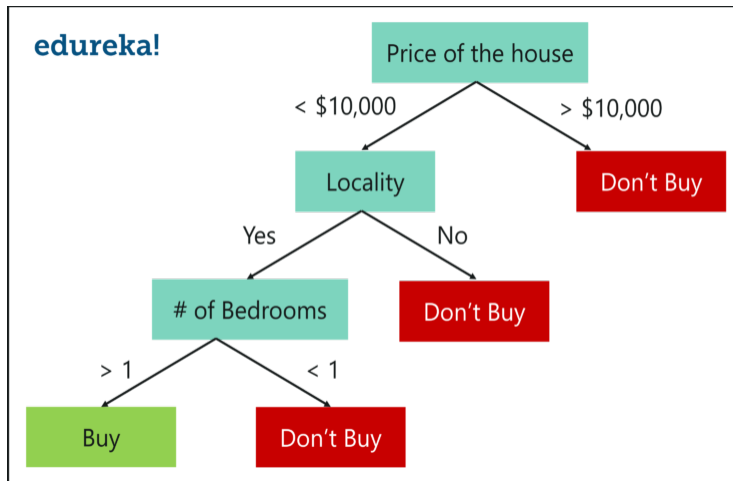 edureka!
Price of the house
< $10,000
> $10,000
Locality
Don't Buy
Yes
No
# of Bedrooms
Don't Buy
> 1
< 1
Buy
Don't Buy